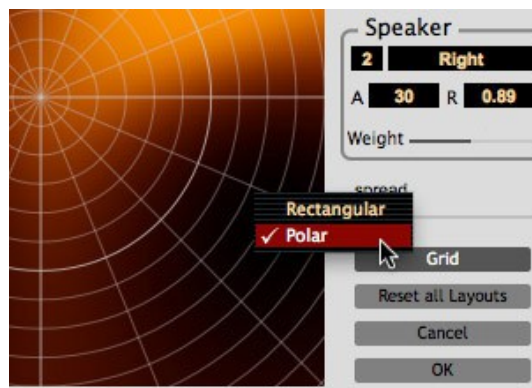 Speaker
2 Right
A 30 R 0.89
Weight
spread
Rectangular
✓ Polar
Grid
Reset all Layouts
Cancel
OK